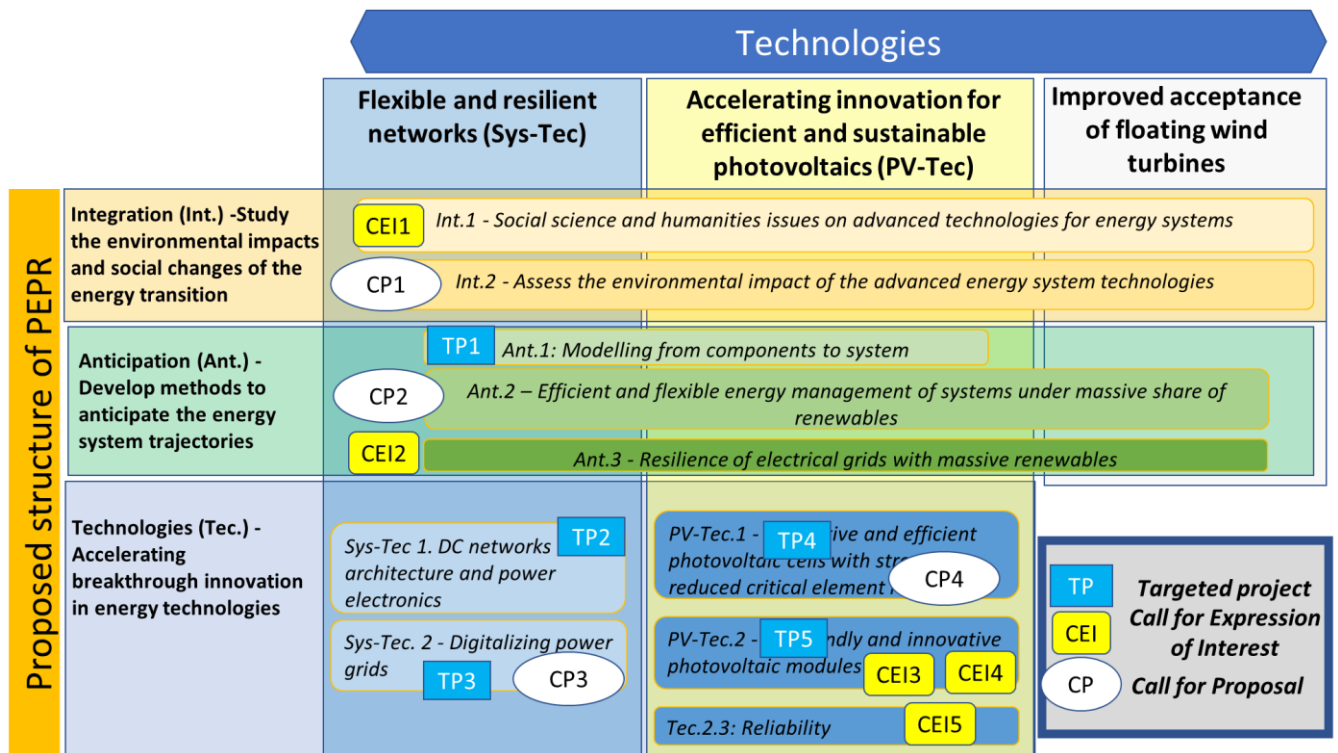 Technologies
Flexible and resilient
networks (Sys-Tec)
Accelerating innovation for
efficient and sustainable
photovoltaics (PV-Tec)
Improved acceptance
of floating wind
turbines
Proposed structure of PEPR
Integration (Int.) -Study
the environmental impacts
and social changes of the
energy transition
CEI1
Int.1 - Social science and humanities issues on advanced technologies for energy systems
CP1
Int.2 - Assess the environmental impact of the advanced energy system technologies
Anticipation (Ant.) -
Develop methods to
anticipate the energy
system trajectories
TP1
Ant.1: Modelling from components to system
CP2
Ant.2 – Efficient and flexible energy management of systems under massive share of
renewables
CEI2
Ant.3 - Resilience of electrical grids with massive renewables
Technologies (Tec.) -
Accelerating
breakthrough innovation
in energy technologies
Sys-Tec 1. DC networks
architecture and power
electronics
TP2
Sys-Tec. 2 - Digitalizing power
grids
TP3
CP3
PV-Tec.1 - and efficient
photovoltaic cells with
reduced critical element
TP4
CP4
PV-Tec.2 - and innovative
photovoltaic modules
TP5
CEI3
CEI4
Tec.2.3: Reliability
CEI5
TP
Targeted project
CEI
Call for Expression
of Interest
CP
Call for Proposal